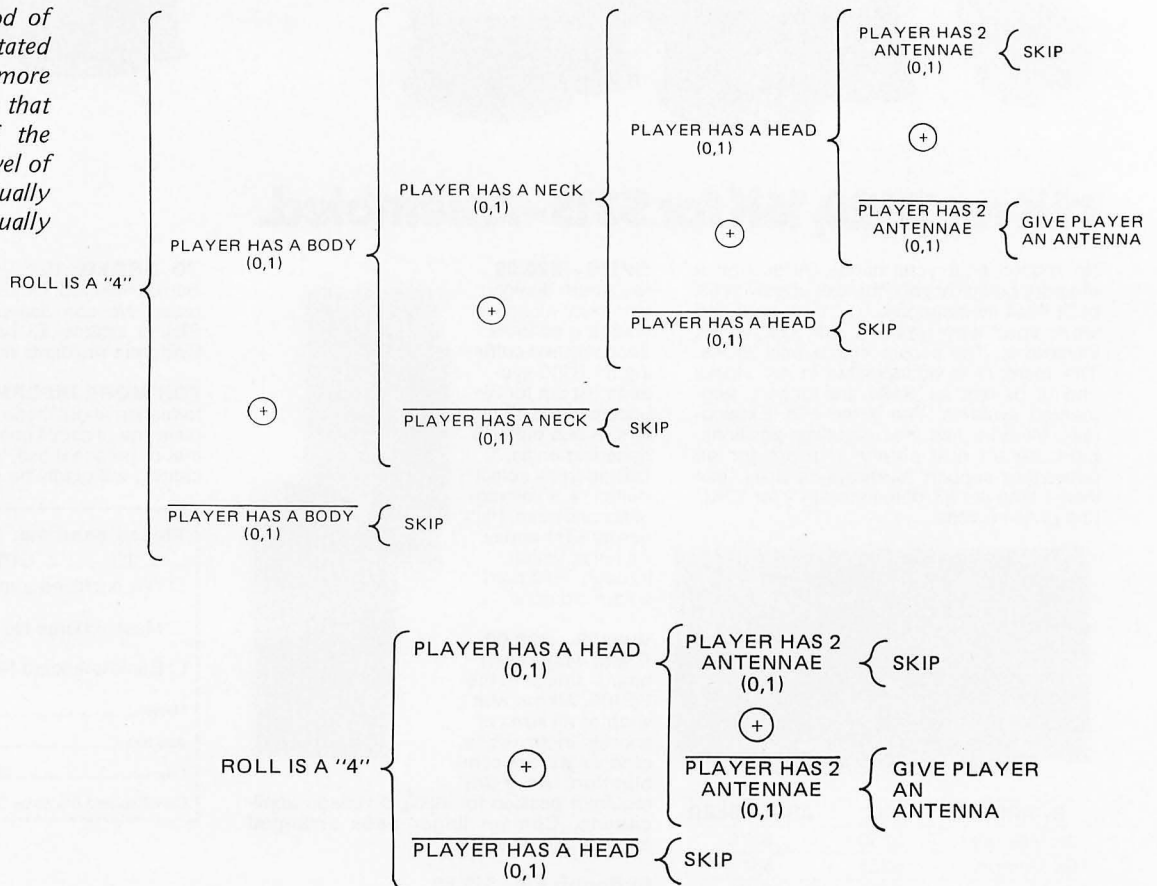 od of
tated
more
that
the
vel of
ually
ually
ROLL IS A "4"
PLAYER HAS A BODY
(0,1)
+
PLAYER HAS A BODY
(0,1)
SKIP
PLAYER HAS A NECK
(0,1)
+
PLAYER HAS A NECK
(0,1)
SKIP
PLAYER HAS A HEAD
(0,1)
+
PLAYER HAS A HEAD
(0,1)
SKIP
PLAYER HAS 2
ANTENNAE
(0,1)
SKIP
+
PLAYER HAS 2
ANTENNAE
(0,1)
GIVE PLAYER
AN ANTENNA
ROLL IS A "4"
PLAYER HAS A HEAD
(0,1)
+
PLAYER HAS A HEAD
(0,1)
SKIP
PLAYER HAS 2
ANTENNAE
(0,1)
SKIP
+
PLAYER HAS 2
ANTENNAE
(0,1)
GIVE PLAYER
AN
ANTENNA